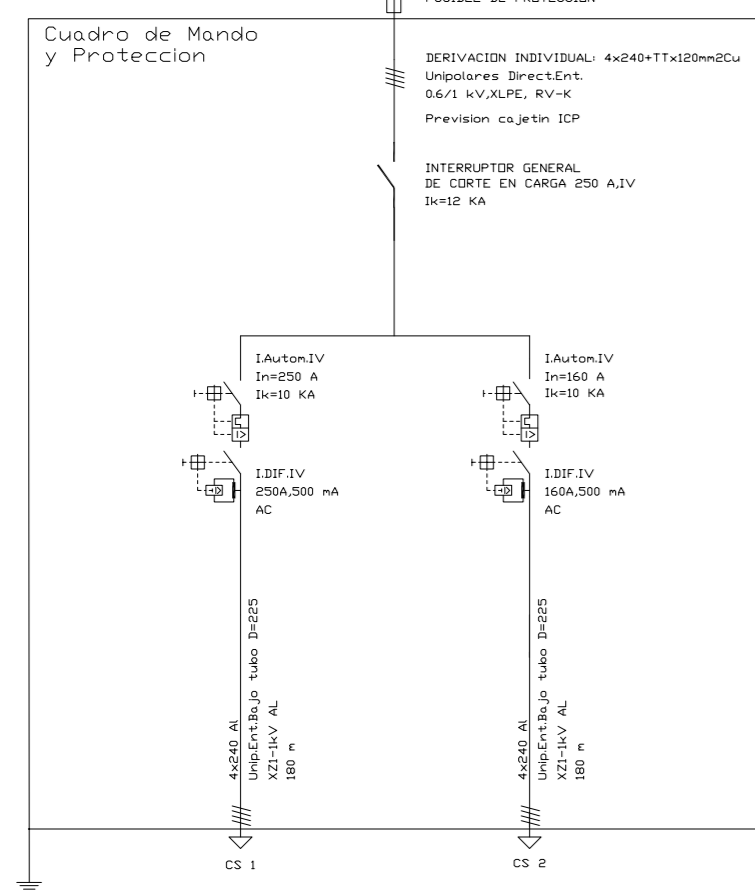 FUSIBLE DE PROTECCION
Cuadro de Mando
y Proteccion
DERIVACION INDIVIDUAL: 4x240+TTx120mm2Cu
Unipolares Direct.Ent.
0.6/1 kV,XLPE, RV-K
Prevision cajetin ICP
INTERRUPTOR GENERAL
DE CORTE EN CARGA 250 A,IV
Ik=12 KA
I.Autom.IV
In=250 A
Ik=10 KA
I>
I.DIF.IV
250A,500 mA
AC
4x240 Al
Unip.Ent.Bajo tubo D=225
XZ1-1kV AL
180 m
CS 1
I.Autom.IV
In=160 A
Ik=10 KA
I>
I.DIF.IV
160A,500 mA
AC
4x240 Al
Unip.Ent.Bajo tubo D=225
XZ1-1kV AL
180 m
CS 2